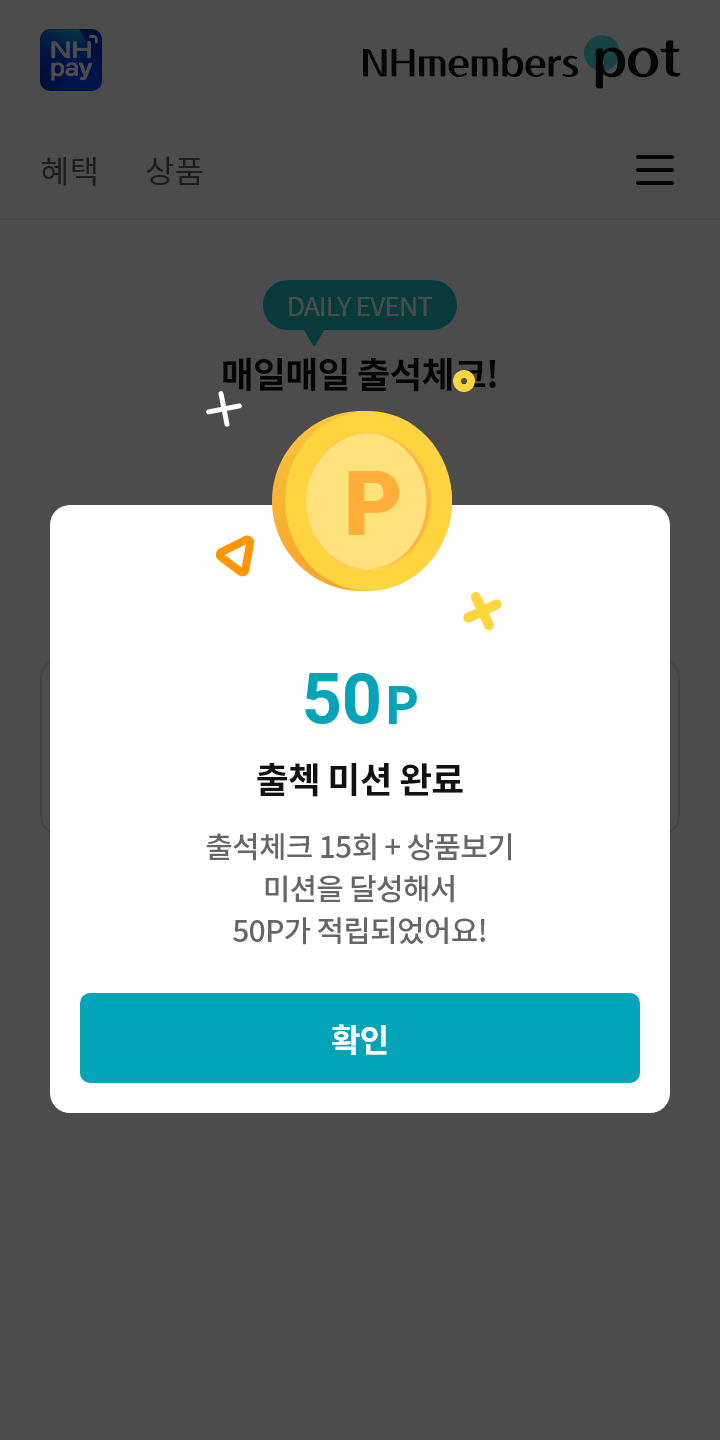 NH
pay
NHmembers pot
혜택 상품
DAILY EVENT
매일매일 출석체크!
P
50P
출첵 미션 완료
출석체크 15회 + 상품보기
미션을 달성해서
50P가 적립되었어요!
확인